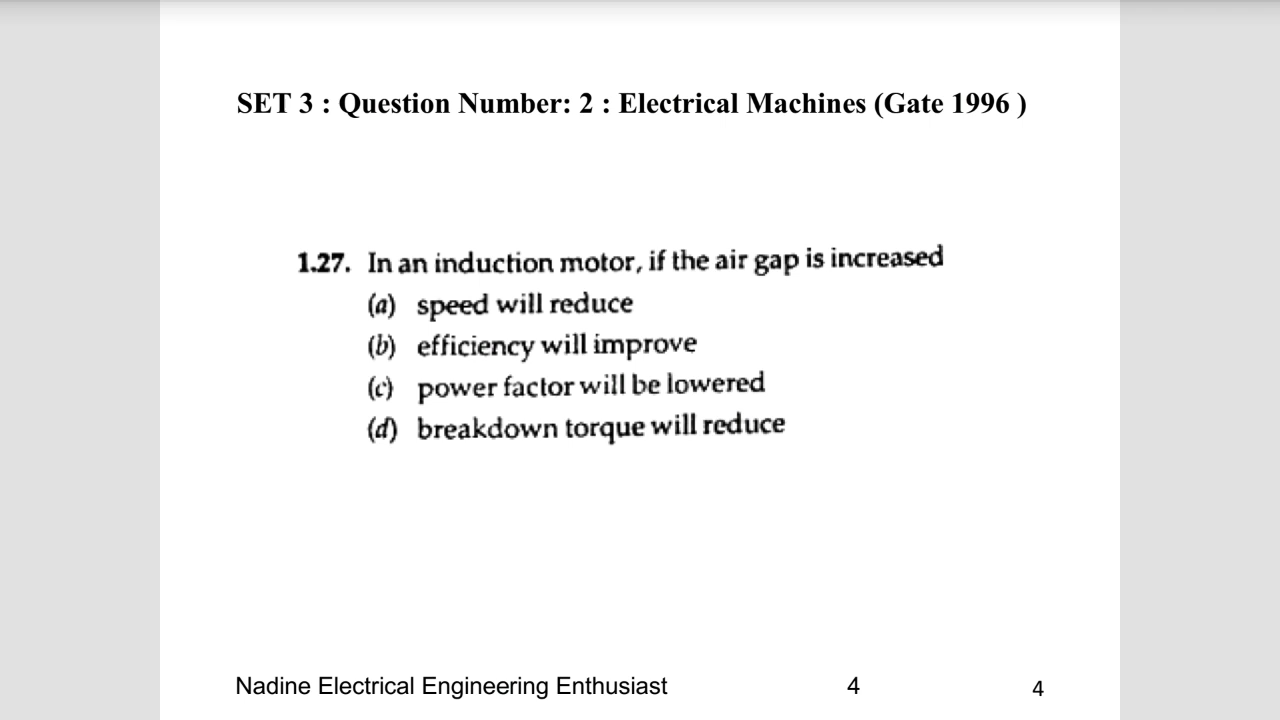 SET 3 : Question Number: 2 : Electrical Machines (Gate 1996 )
1.27. In an induction motor, if the air gap is increased
(a) speed will reduce
(b) efficiency will improve
(c) power factor will be lowered
(d) breakdown torque will reduce
Nadine Electrical Engineering Enthusiast 4 4